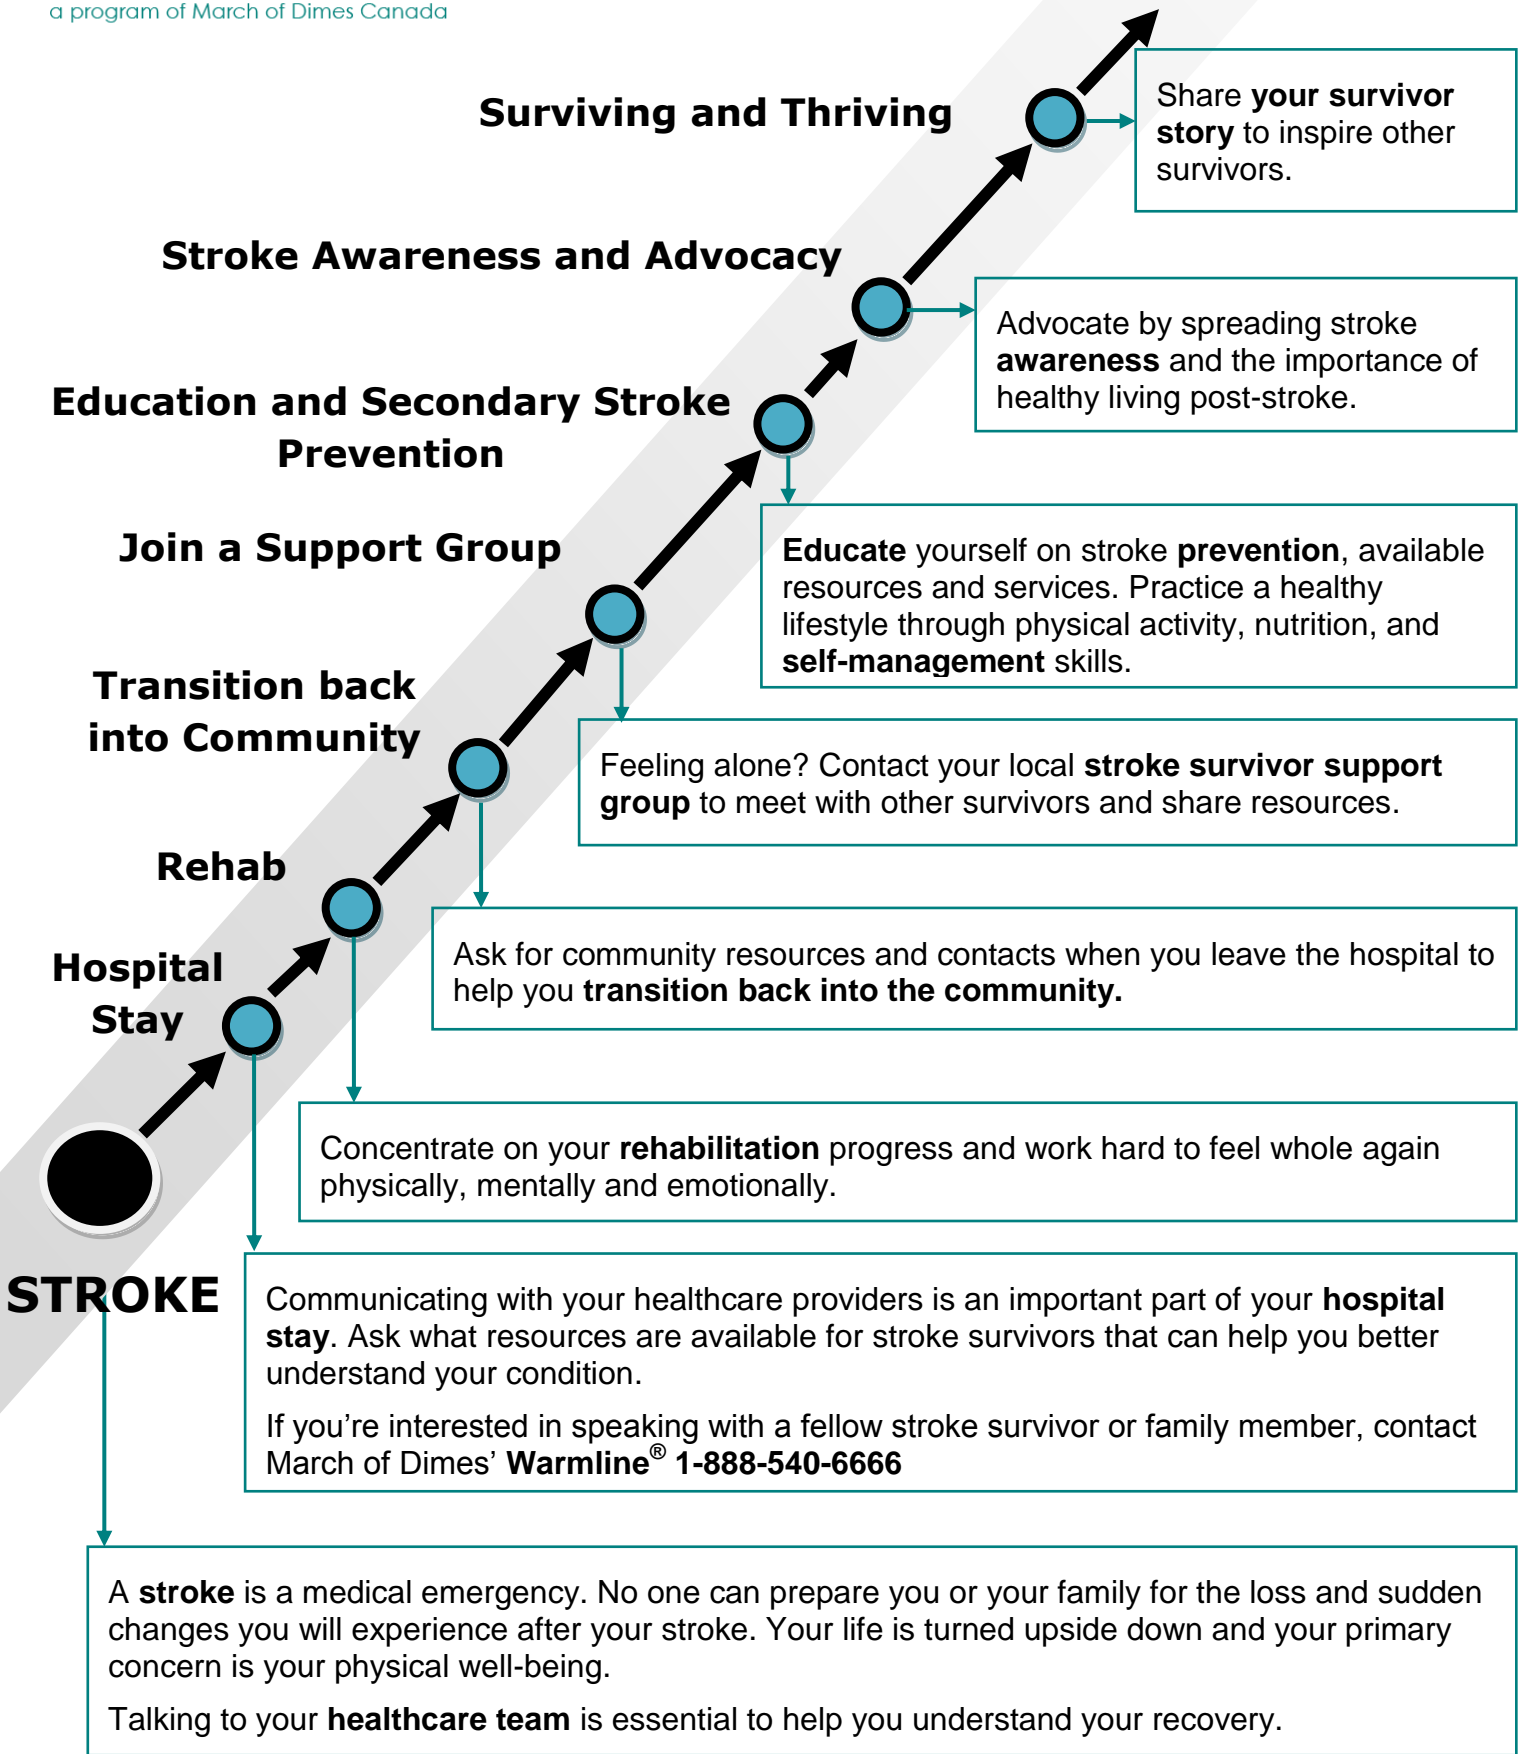 a program of March of Dimes Canada
Surviving and Thriving
Share your survivor
story to inspire other
survivors.
Stroke Awareness and Advocacy
Advocate by spreading stroke
awareness and the importance of
healthy living post-stroke.
Education and Secondary Stroke
Prevention
Educate yourself on stroke prevention, available
resources and services. Practice a healthy
lifestyle through physical activity, nutrition, and
self-management skills.
Join a Support Group
Feeling alone? Contact your local stroke survivor support
group to meet with other survivors and share resources.
Transition back
into Community
Ask for community resources and contacts when you leave the hospital to
help you transition back into the community.
Rehab
Concentrate on your rehabilitation progress and work hard to feel whole again
physically, mentally and emotionally.
Hospital
Stay
Communicating with your healthcare providers is an important part of your hospital
stay. Ask what resources are available for stroke survivors that can help you better
understand your condition.
If you’re interested in speaking with a fellow stroke survivor or family member, contact
March of Dimes’ Warmline® 1-888-540-6666
STROKE
A stroke is a medical emergency. No one can prepare you or your family for the loss and sudden
changes you will experience after your stroke. Your life is turned upside down and your primary
concern is your physical well-being.
Talking to your healthcare team is essential to help you understand your recovery.